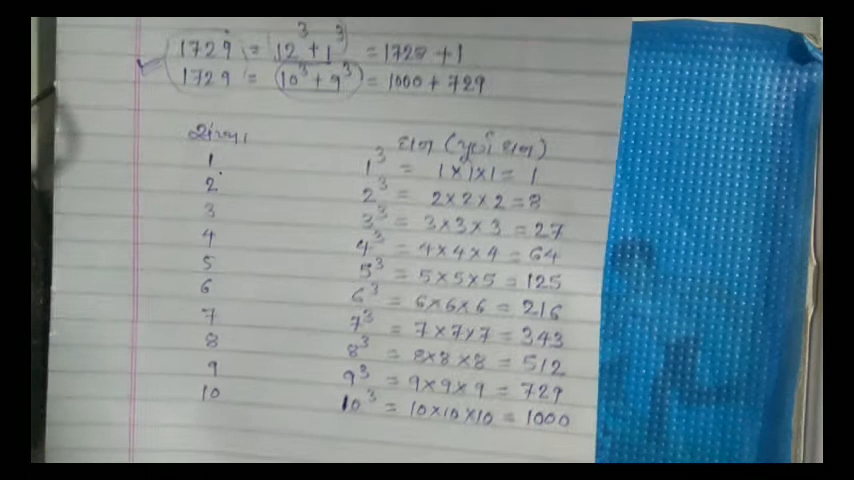 1729 = 12³ + 1³ = 1728 + 1
1729 = 10³ + 9³ = 1000 + 729
સંખ્યા ઘન (પૂર્ણ ઘન)
1 1³ = 1×1×1 = 1
2 2³ = 2×2×2 = 8
3 3³ = 3×3×3 = 27
4 4³ = 4×4×4 = 64
5 5³ = 5×5×5 = 125
6 6³ = 6×6×6 = 216
7 7³ = 7×7×7 = 343
8 8³ = 8×8×8 = 512
9 9³ = 9×9×9 = 729
10 10³ = 10×10×10 = 1000